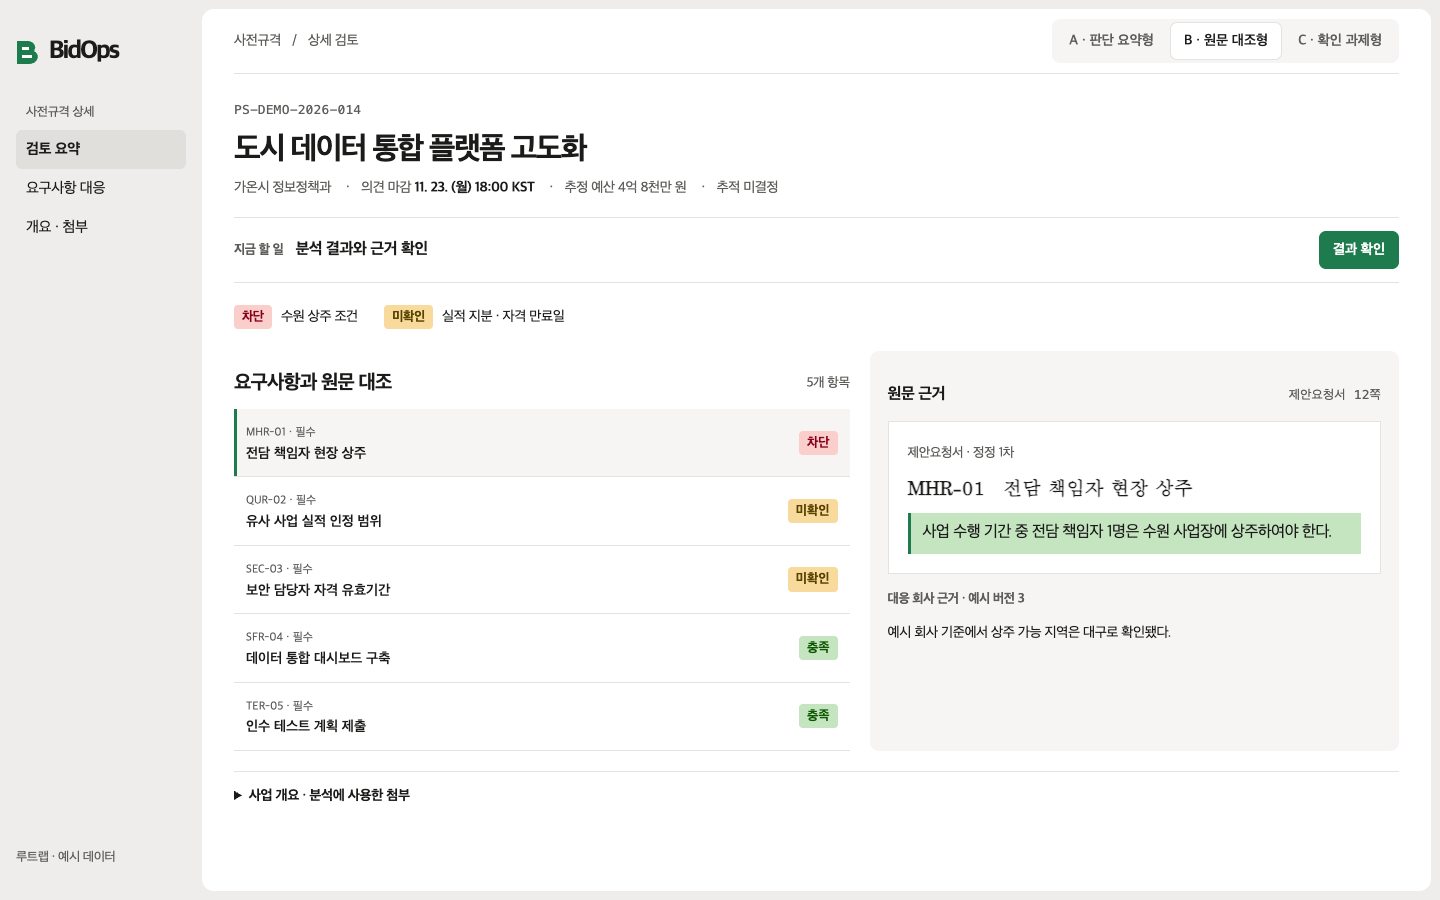 BidOps
사전규격 상세
검토 요약
요구사항 대응
개요 · 첨부
루트랩 · 예시 데이터
사전규격 / 상세 검토
A · 판단 요약형
B · 원문 대조형
C · 확인 과제형
PS-DEMO-2026-014
도시 데이터 통합 플랫폼 고도화
가온시 정보정책과 · 의견 마감 11. 23. (월) 18:00 KST · 추정 예산 4억 8천만 원 · 추적 미결정
지금 할 일 분석 결과와 근거 확인
결과 확인
차단 수원 상주 조건 미확인 실적 지분 · 자격 만료일
요구사항과 원문 대조 5개 항목
MHR-01 · 필수
전담 책임자 현장 상주
차단
QUR-02 · 필수
유사 사업 실적 인정 범위
미확인
SEC-03 · 필수
보안 담당자 자격 유효기간
미확인
SFR-04 · 필수
데이터 통합 대시보드 구축
충족
TER-05 · 필수
인수 테스트 계획 제출
충족
원문 근거 제안요청서 12쪽
제안요청서 · 정정 1차
MHR-01 전담 책임자 현장 상주
사업 수행 기간 중 전담 책임자 1명은 수원 사업장에 상주하여야 한다.
대응 회사 근거 · 예시 버전 3
예시 회사 기준에서 상주 가능 지역은 대구로 확인됐다.
▶ 사업 개요 · 분석에 사용한 첨부